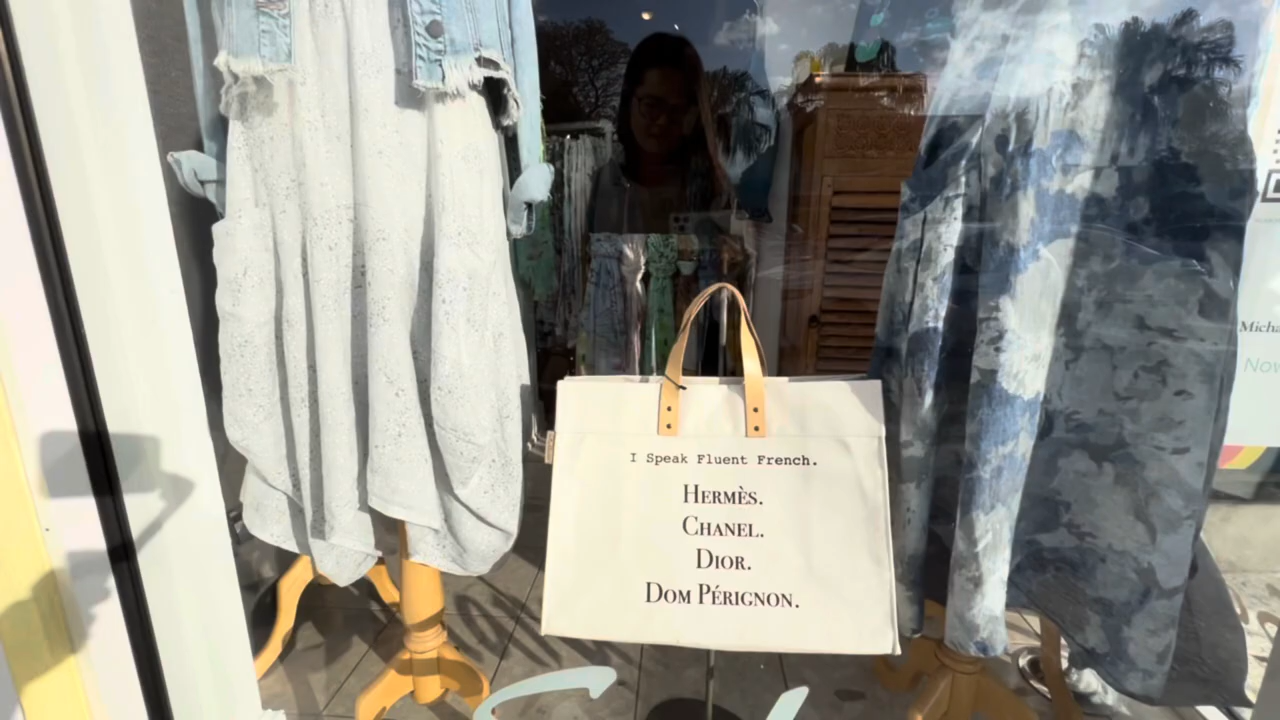 I Speak Fluent French.
HERMÈS.
CHANEL.
DIOR.
DOM PÉRIGNON.